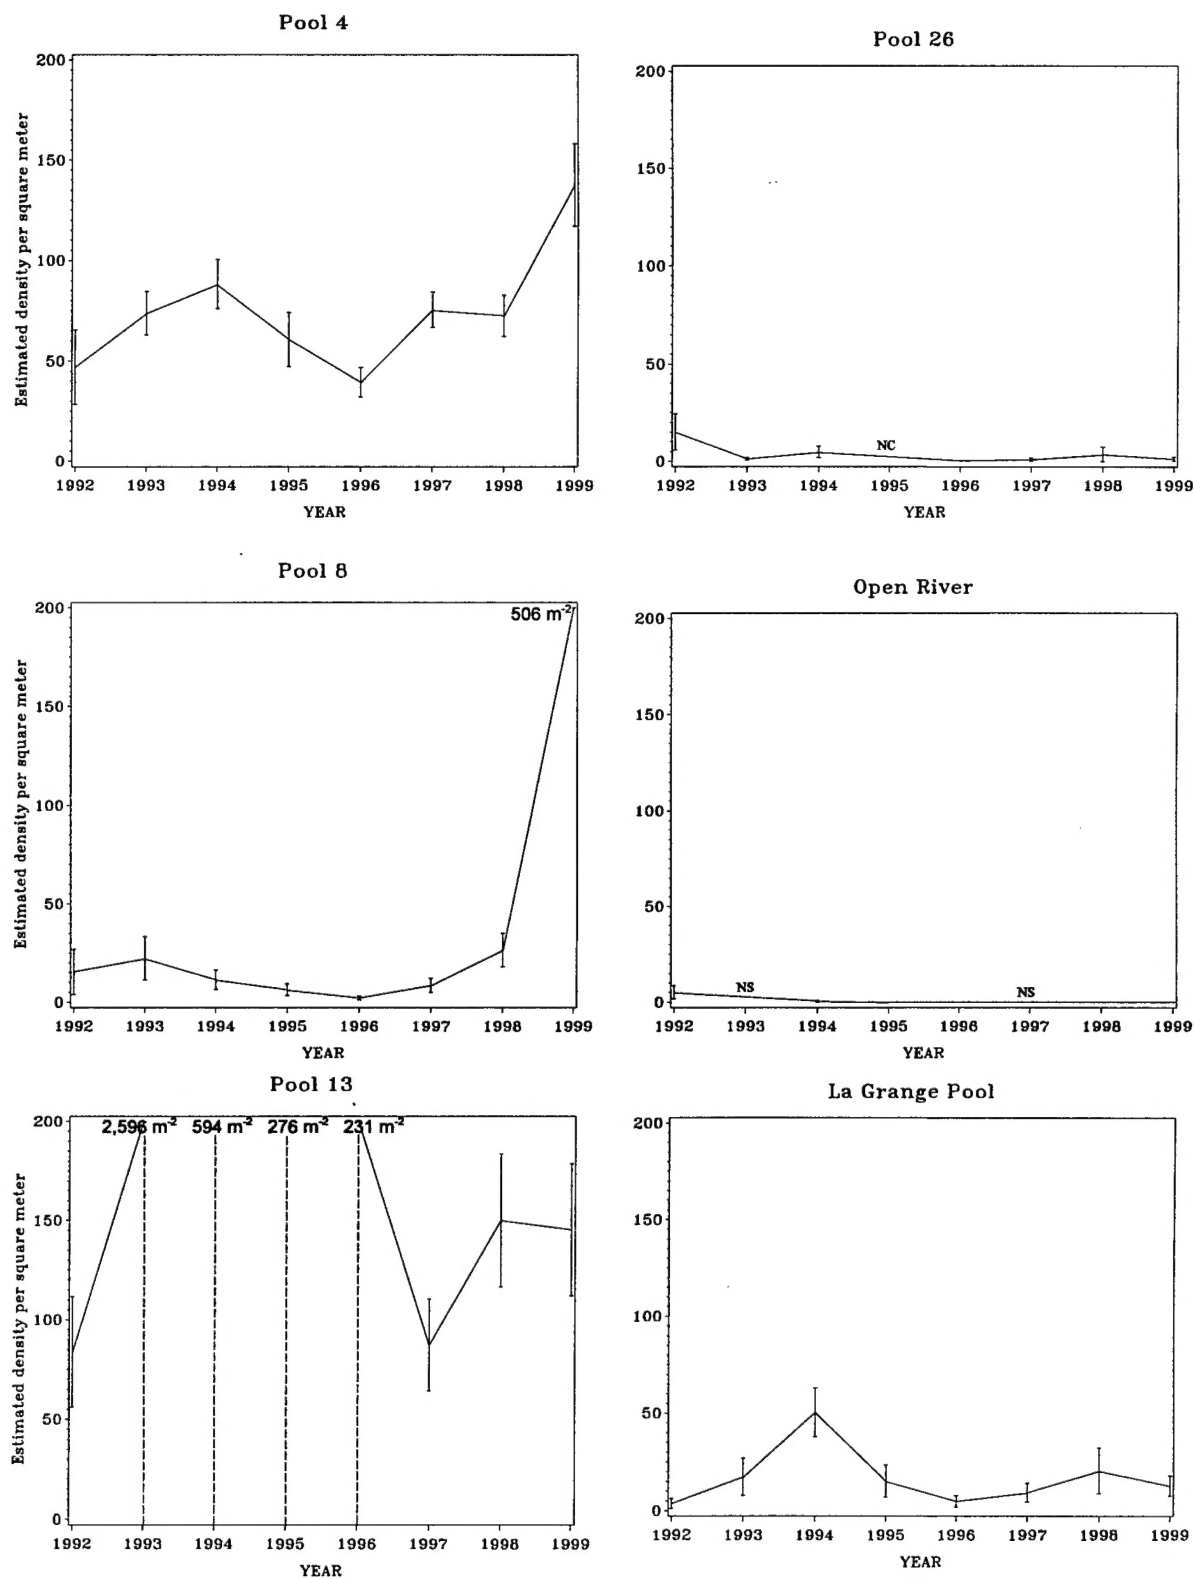 Pool 4
Estimated density per square meter
200
150
100
50
0
1992 1993 1994 1995 1996 1997 1998 1999
YEAR
Pool 26
200
150
100
50
0
NC
1992 1993 1994 1995 1996 1997 1998 1999
YEAR
Pool 8
Estimated density per square meter
200
150
100
50
0
506 m⁻²
1992 1993 1994 1995 1996 1997 1998 1999
YEAR
Open River
200
150
100
50
0
NS NS
1992 1993 1994 1995 1996 1997 1998 1999
YEAR
Pool 13
Estimated density per square meter
200
150
100
50
0
2,596 m⁻² 594 m⁻² 276 m⁻² 231 m⁻²
1992 1993 1994 1995 1996 1997 1998 1999
YEAR
La Grange Pool
200
150
100
50
0
1992 1993 1994 1995 1996 1997 1998 1999
YEAR